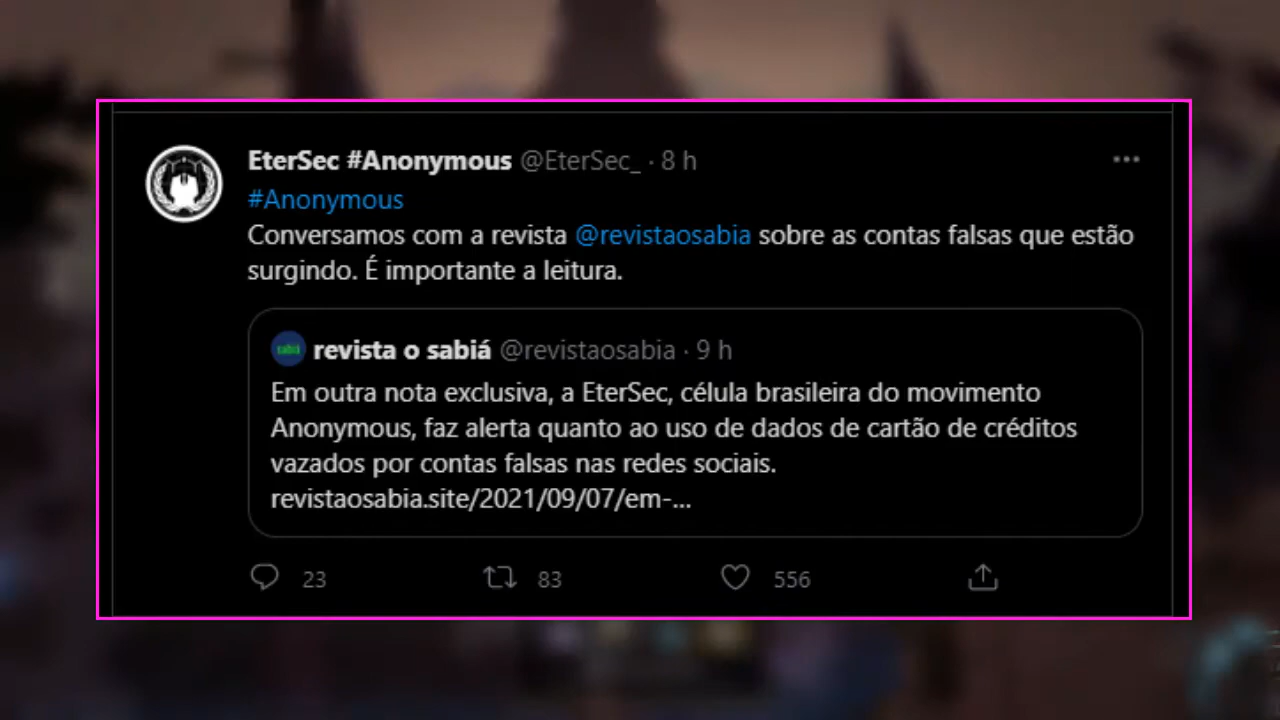 EterSec #Anonymous @EterSec_ · 8 h
#Anonymous
Conversamos com a revista @revistaosabia sobre as contas falsas que estão
surgindo. É importante a leitura.
sabiá revista o sabiá @revistaosabia · 9 h
Em outra nota exclusiva, a EterSec, célula brasileira do movimento
Anonymous, faz alerta quanto ao uso de dados de cartão de créditos
vazados por contas falsas nas redes sociais.
revistaosabia.site/2021/09/07/em-...
23 83 556